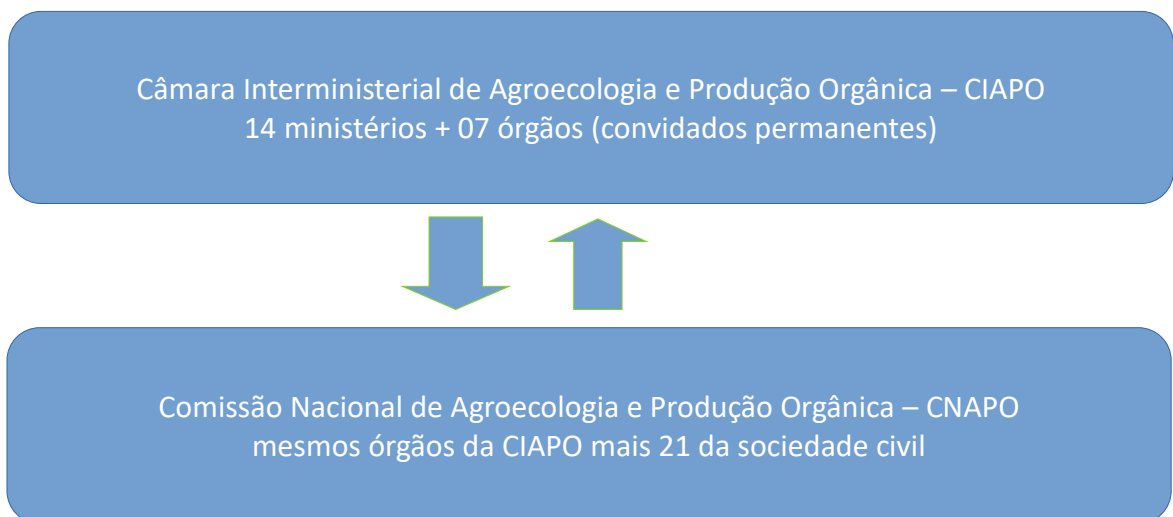 Câmara Interministerial de Agroecologia e Produção Orgânica – CIAPO
14 ministérios + 07 órgãos (convidados permanentes)
Comissão Nacional de Agroecologia e Produção Orgânica – CNAPO
mesmos órgãos da CIAPO mais 21 da sociedade civil